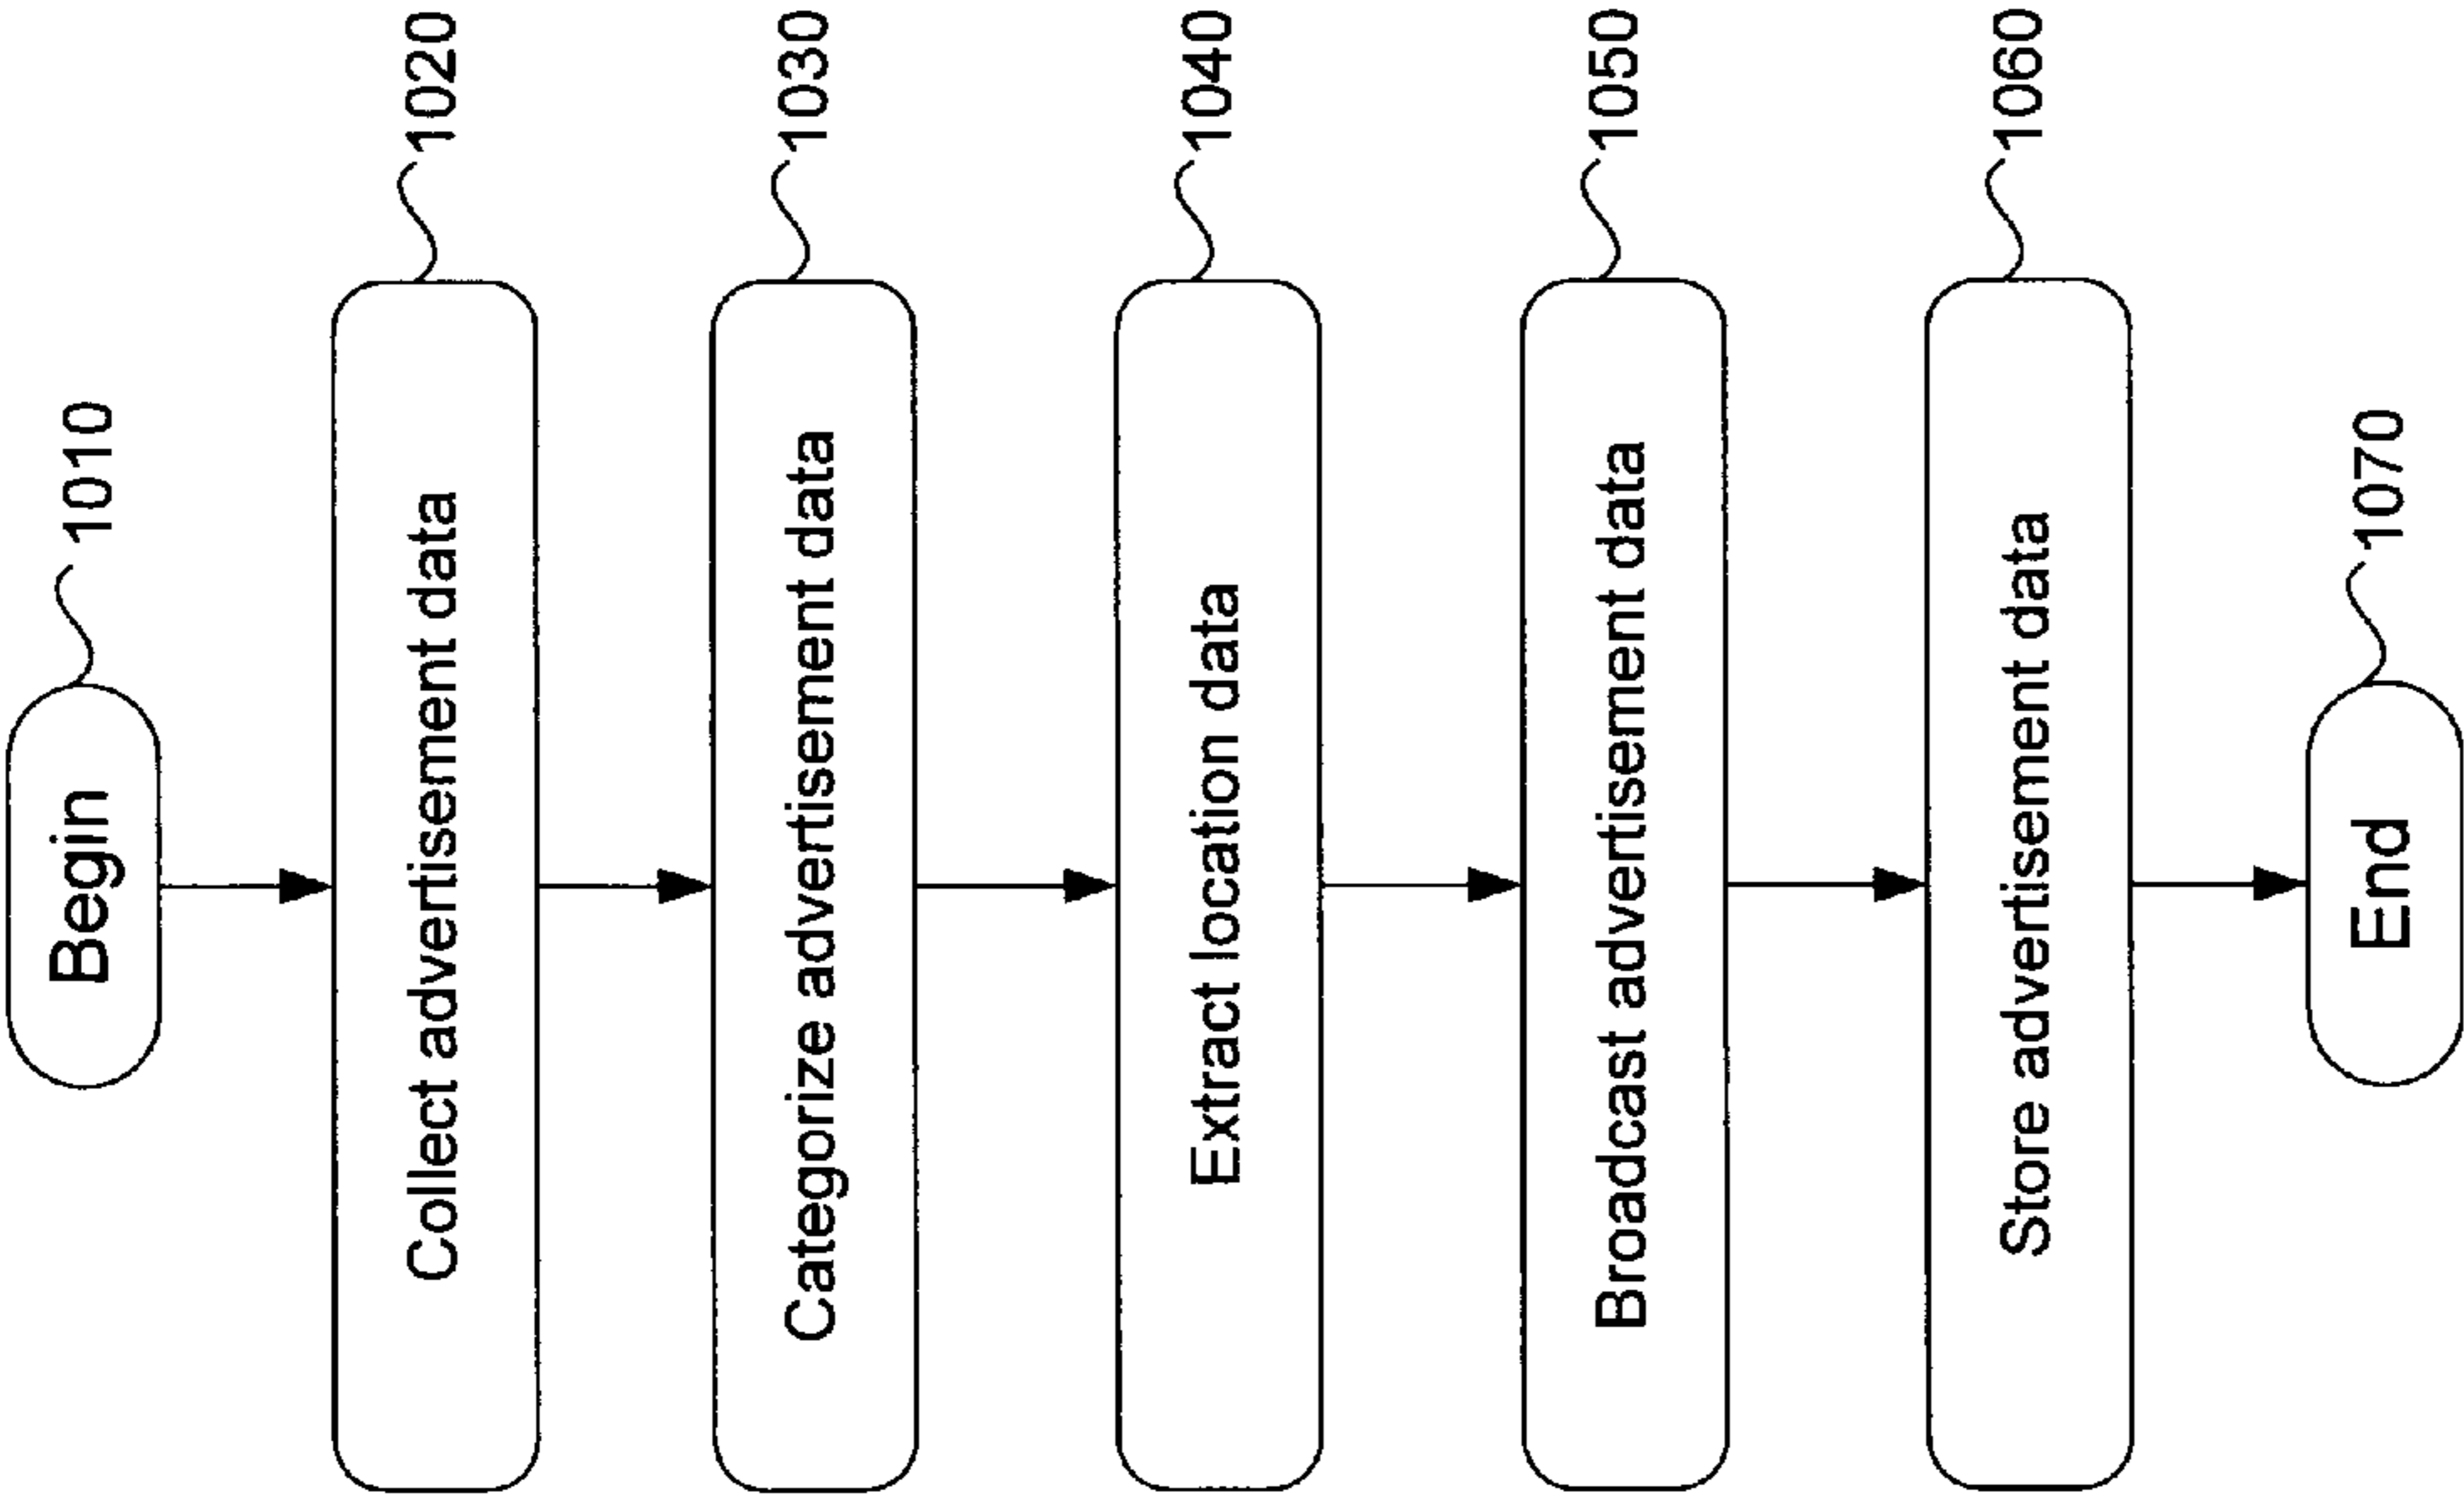 Begin
1010
Collect advertisement data
1020
Categorize advertisement data
1030
Extract location data
1040
Broadcast advertisement data
1050
Store advertisement data
1060
End
1070